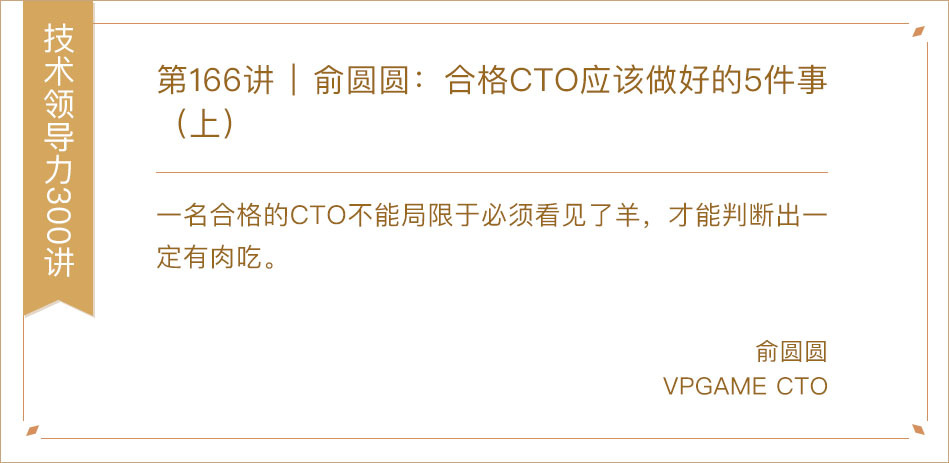 技术领导力300讲
第166讲 | 俞圆圆：合格CTO应该做好的5件事
（上）
一名合格的CTO不能局限于必须看见了羊，才能判断出一
定有肉吃。
俞圆圆
VPGAME CTO